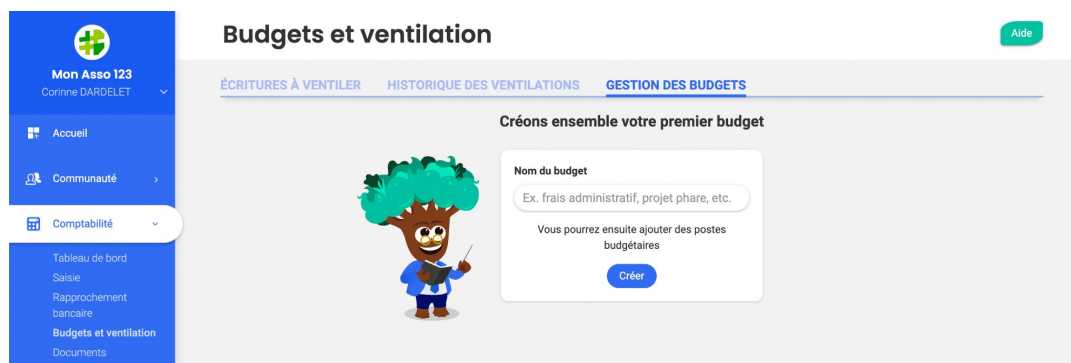 Mon Asso 123
Corinne DARDELET
Accueil
Communauté
Comptabilité
Tableau de bord
Saisie
Rapprochement
bancaire
Budgets et ventilation
Documents
Budgets et ventilation
Aide
ÉCRITURES À VENTILER HISTORIQUE DES VENTILATIONS GESTION DES BUDGETS
Créons ensemble votre premier budget
Nom du budget
Ex. frais administratif, projet phare, etc.
Vous pourrez ensuite ajouter des postes
budgétaires
Créer